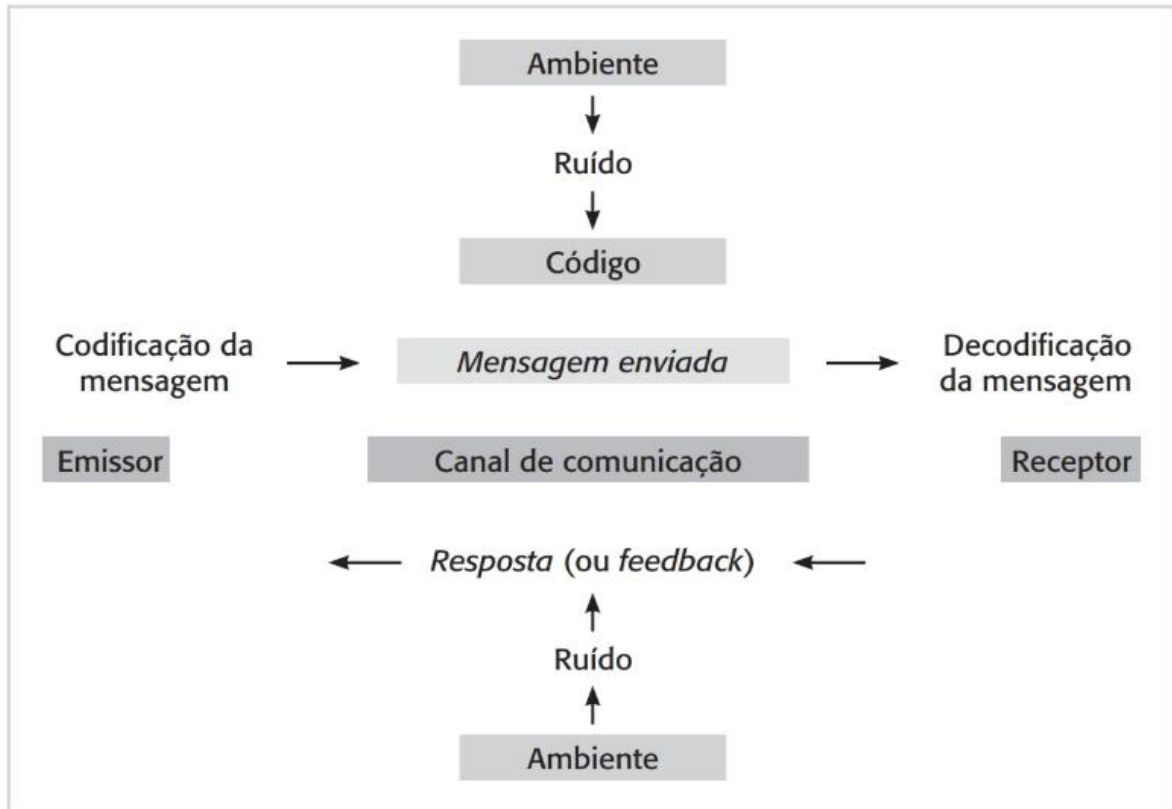 Ambiente
Ruído
Código
Codificação da
mensagem
Mensagem enviada
Decodificação
da mensagem
Emissor
Canal de comunicação
Receptor
Resposta (ou feedback)
Ruído
Ambiente